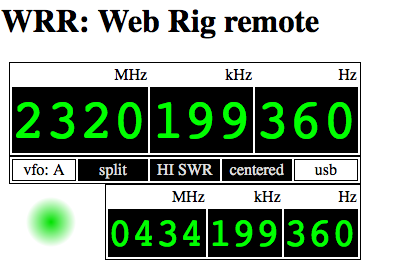 WRR: Web Rig remote
MHz kHz Hz
2320 199 360
vfo: A split HI SWR centered usb
MHz kHz Hz
0434 199 360